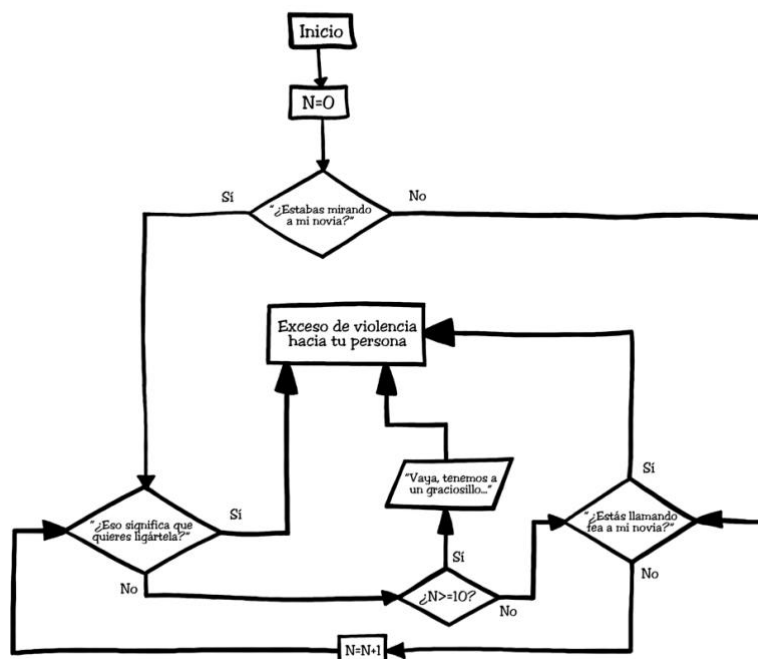 Inicio
N=0
"¿Estabas mirando
a mi novia?"
Sí
No
Exceso de violencia
hacia tu persona
"Vaya, tenemos a
un graciosillo..."
"¿Eso significa que
quieres ligártela?"
Sí
No
¿N>=10?
Sí
No
"¿Estás llamando
fea a mi novia?"
Sí
No
N=N+1